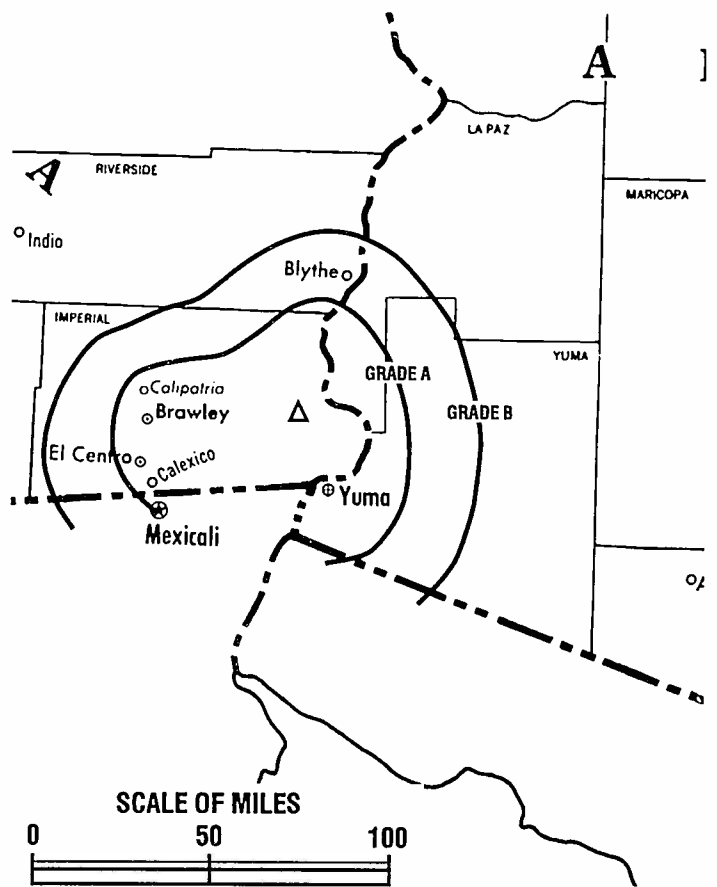 A
LA PAZ
A
RIVERSIDE
MARICOPA
Indio
Blythe
IMPERIAL
YUMA
GRADE A
Calipatria
GRADE B
Brawley
El Centro
Calexico
Yuma
Mexicali
SCALE OF MILES
0 50 100